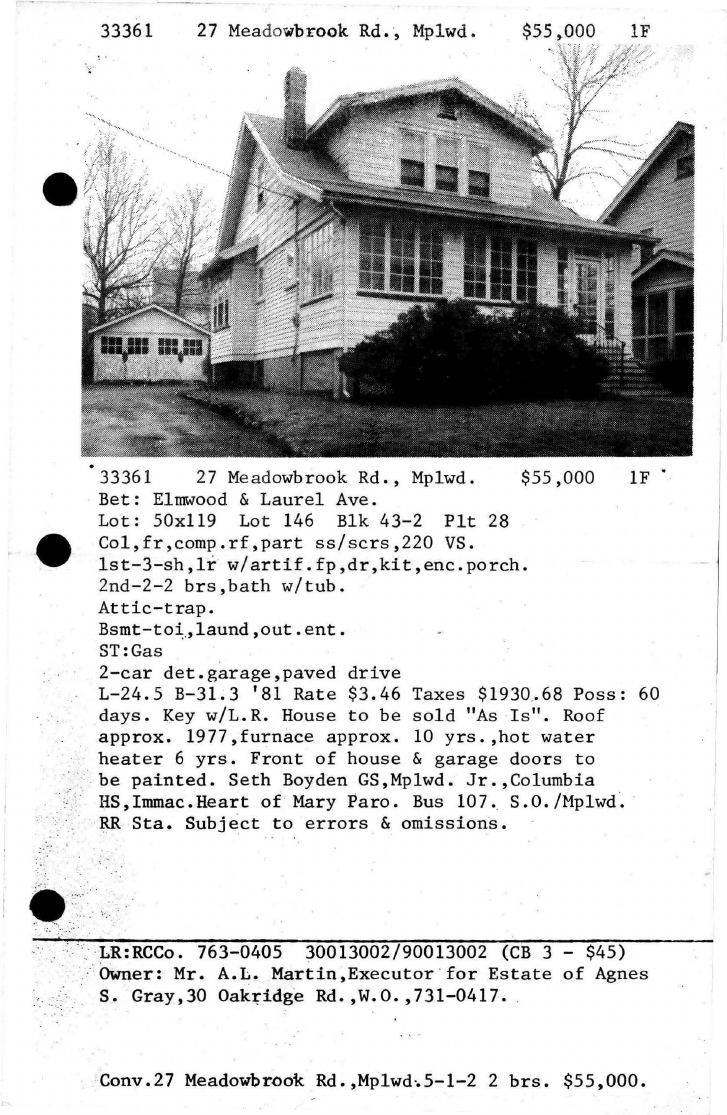 33361 27 Meadowbrook Rd., Mplwd. $55,000 1F
33361 27 Meadowbrook Rd., Mplwd. $55,000 1F
Bet: Elmwood & Laurel Ave.
Lot: 50x119 Lot 146 Blk 43-2 Plt 28
Col,fr,comp.rf,part ss/scrs,220 VS.
1st-3-sh,lr w/artif.fp,dr,kit,enc.porch.
2nd-2-2 brs,bath w/tub.
Attic-trap.
Bsmt-toi,laund,out.ent.
ST:Gas
2-car det.garage,paved drive
L-24.5 B-31.3 '81 Rate $3.46 Taxes $1930.68 Poss: 60
days. Key w/L.R. House to be sold "As Is". Roof
approx. 1977,furnace approx. 10 yrs.,hot water
heater 6 yrs. Front of house & garage doors to
be painted. Seth Boyden GS,Mplwd. Jr.,Columbia
HS,Immac.Heart of Mary Paro. Bus 107. S.O./Mplwd.
RR Sta. Subject to errors & omissions.
LR:RCCo. 763-0405 30013002/90013002 (CB 3 - $45)
Owner: Mr. A.L. Martin,Executor for Estate of Agnes
S. Gray,30 Oakridge Rd.,W.O.,731-0417.
Conv.27 Meadowbrook Rd.,Mplwd.5-1-2 2 brs. $55,000.